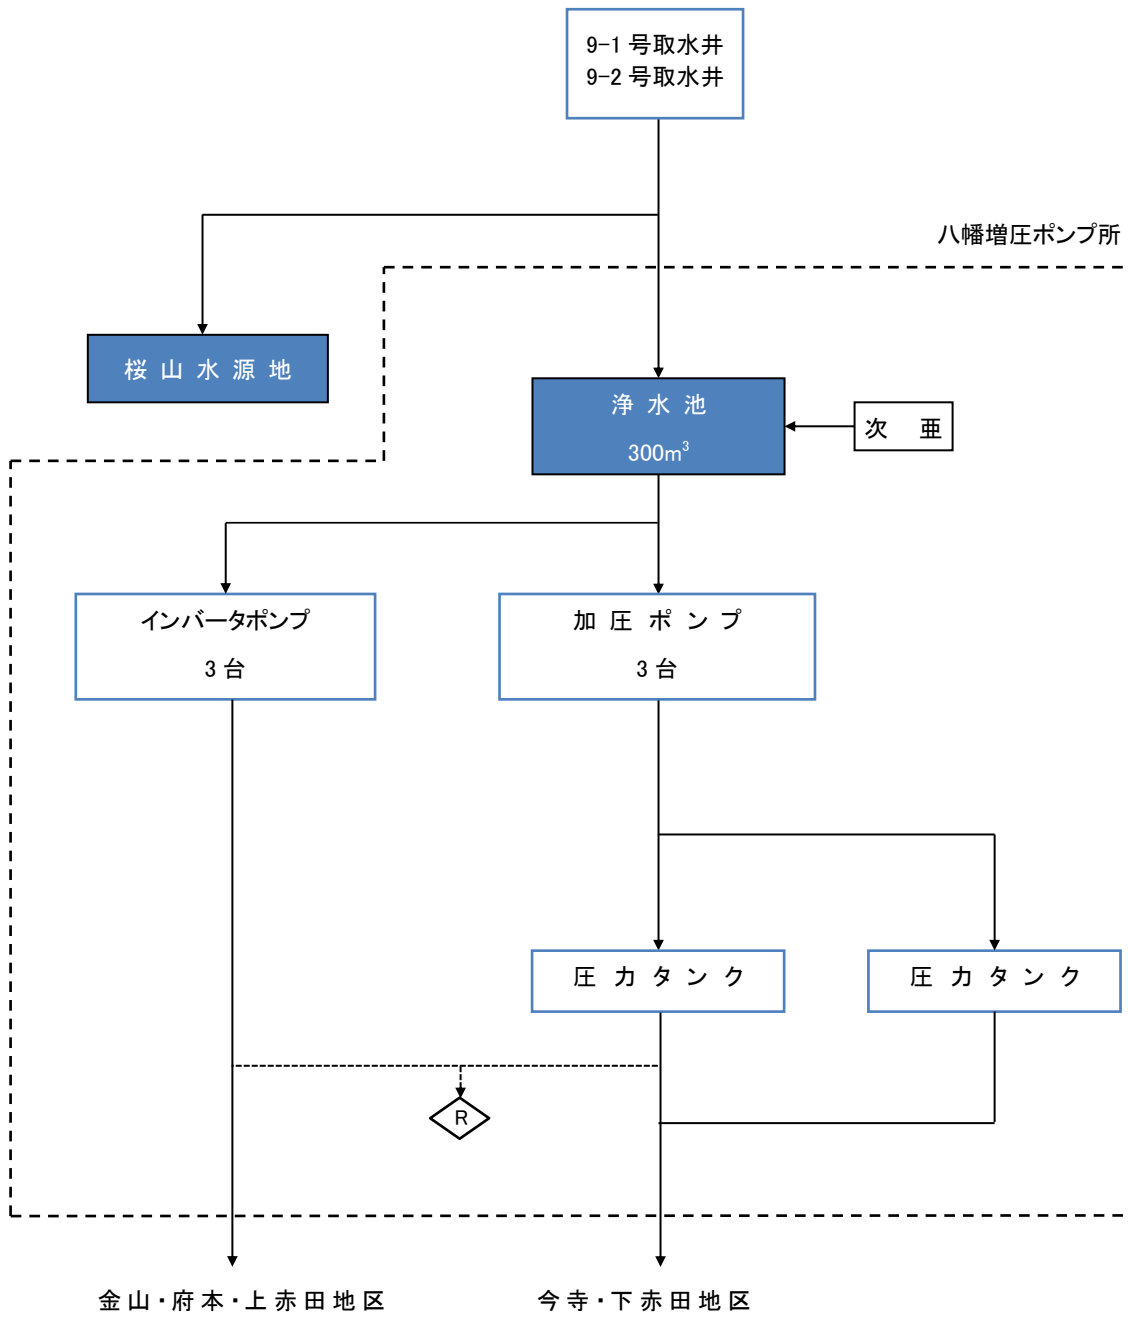 9-1 号取水井
9-2 号取水井
八幡増圧ポンプ所
桜山水源地
浄水池
300m³
次　亜
インバータポンプ
3 台
加圧ポンプ
3 台
圧力タンク
圧力タンク
R
金山・府本・上赤田地区
今寺・下赤田地区